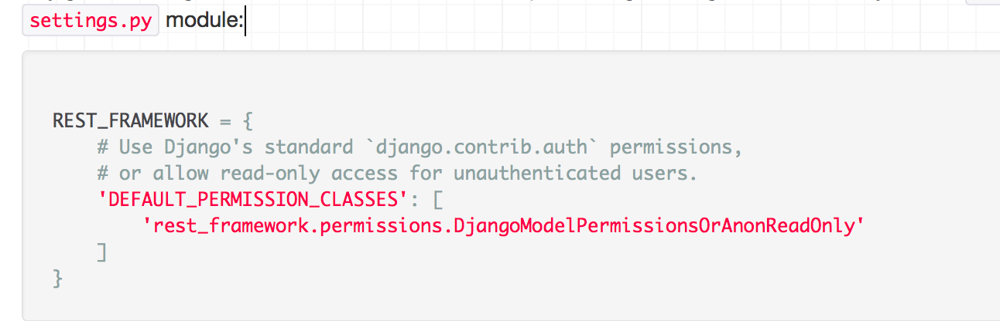 settings.py module:
REST_FRAMEWORK = {
    # Use Django's standard `django.contrib.auth` permissions,
    # or allow read-only access for unauthenticated users.
    'DEFAULT_PERMISSION_CLASSES': [
        'rest_framework.permissions.DjangoModelPermissionsOrAnonReadOnly'
    ]
}